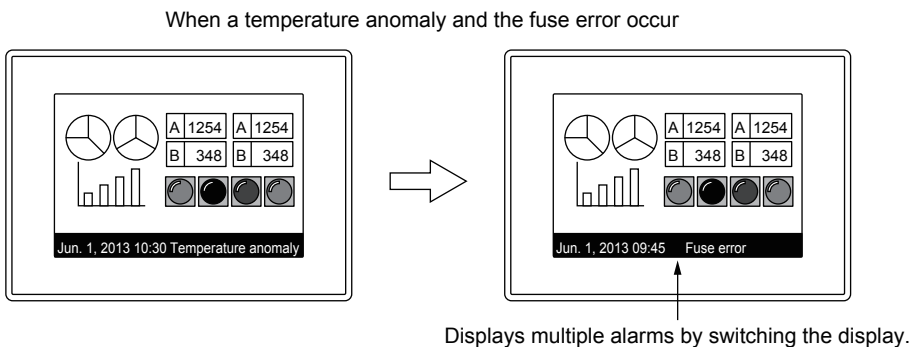 When a temperature anomaly and the fuse error occur
A 1254 A 1254
B 348 B 348
Jun. 1, 2013 10:30 Temperature anomaly
A 1254 A 1254
B 348 B 348
Jun. 1, 2013 09:45 Fuse error
Displays multiple alarms by switching the display.